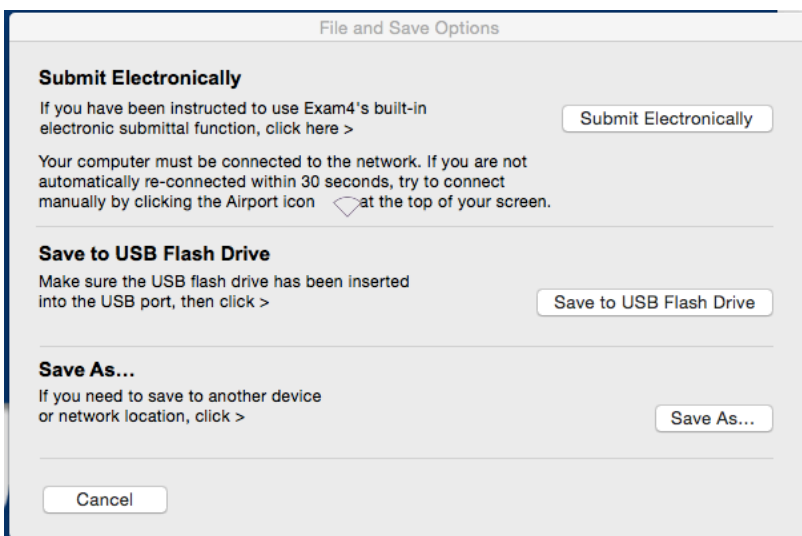 File and Save Options
Submit Electronically
If you have been instructed to use Exam4's built-in
electronic submittal function, click here >
Submit Electronically
Your computer must be connected to the network. If you are not
automatically re-connected within 30 seconds, try to connect
manually by clicking the Airport icon at the top of your screen.
Save to USB Flash Drive
Make sure the USB flash drive has been inserted
into the USB port, then click >
Save to USB Flash Drive
Save As...
If you need to save to another device
or network location, click >
Save As...
Cancel